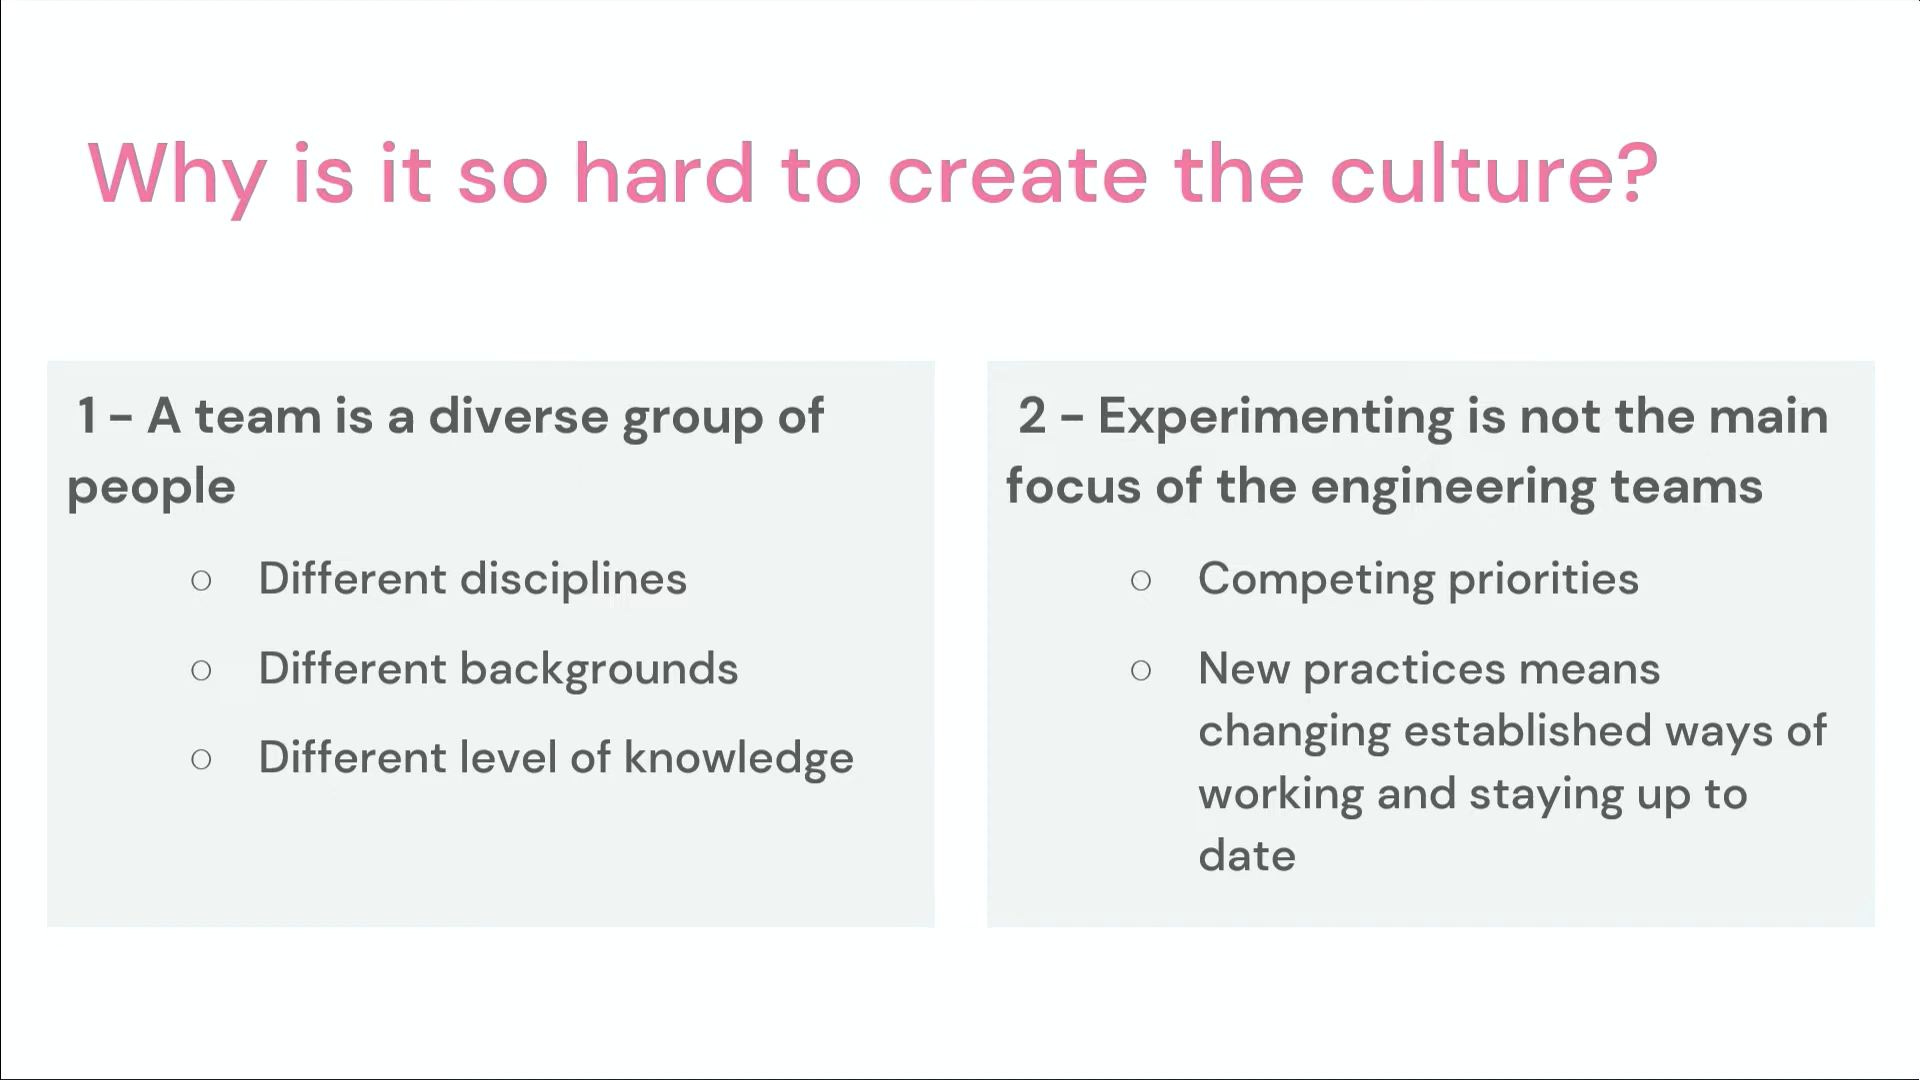 Why is it so hard to create the culture?
1 – A team is a diverse group of
people
○ Different disciplines
○ Different backgrounds
○ Different level of knowledge
2 – Experimenting is not the main
focus of the engineering teams
○ Competing priorities
○ New practices means
changing established ways of
working and staying up to
date